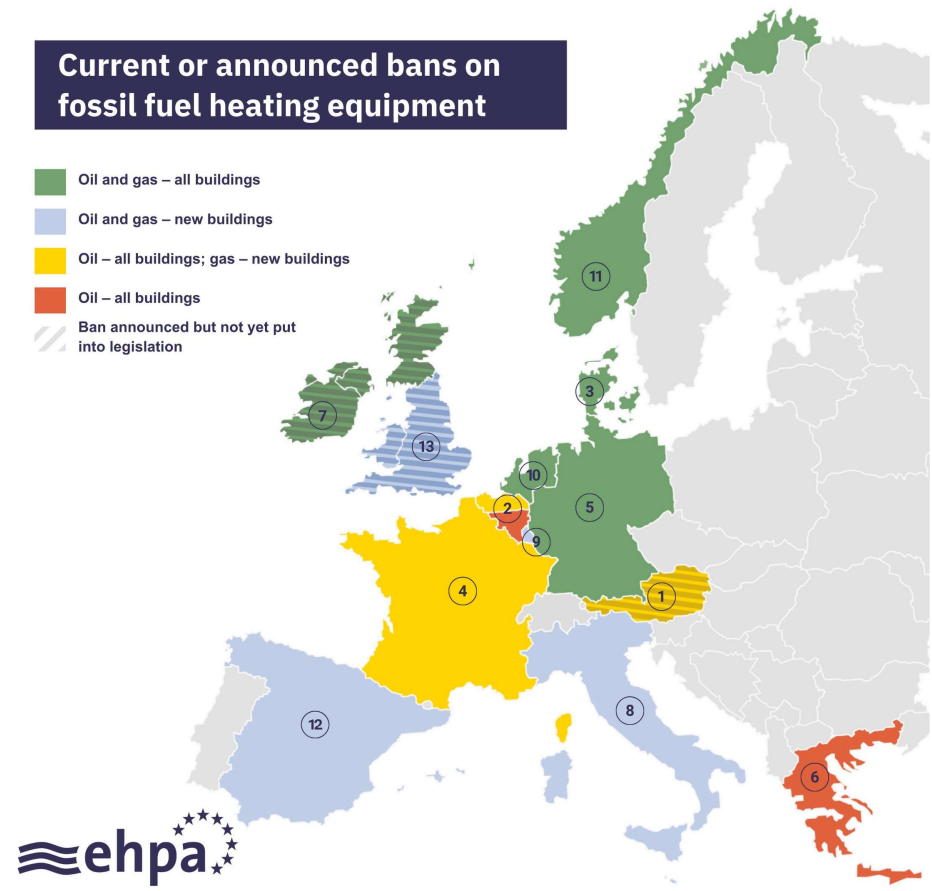 Current or announced bans on
fossil fuel heating equipment
Oil and gas – all buildings
Oil and gas – new buildings
Oil – all buildings; gas – new buildings
Oil – all buildings
Ban announced but not yet put
into legislation
11
3
7
13
10
2
5
9
4
1
8
12
6
ehpa